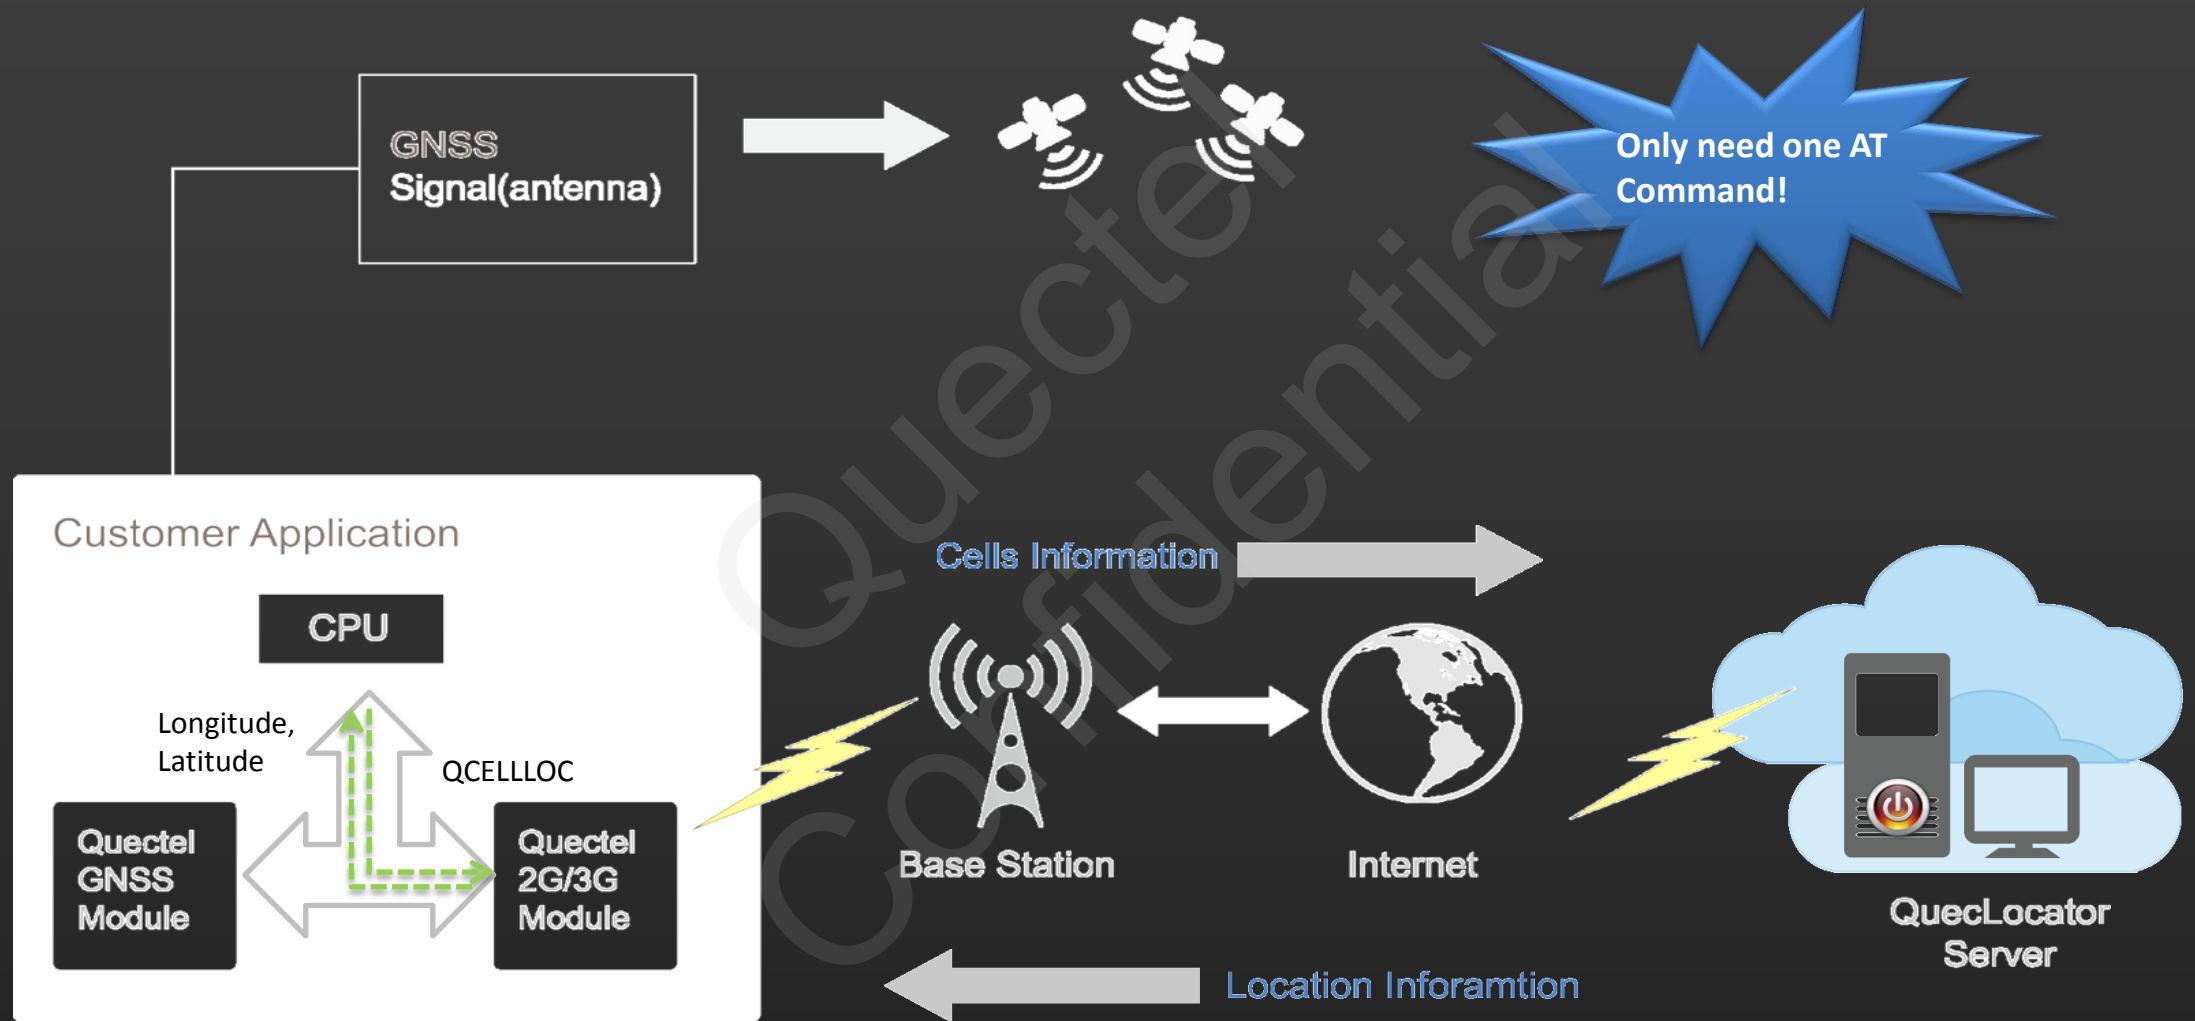 GNSS
Signal(antenna)
Only need one AT
Command!
Quectel
Confidential
Customer Application
CPU
Longitude,
Latitude
QCELLLOC
Quectel
GNSS
Module
Quectel
2G/3G
Module
Cells Information
Base Station
Internet
QuecLocator
Server
Location Inforamtion